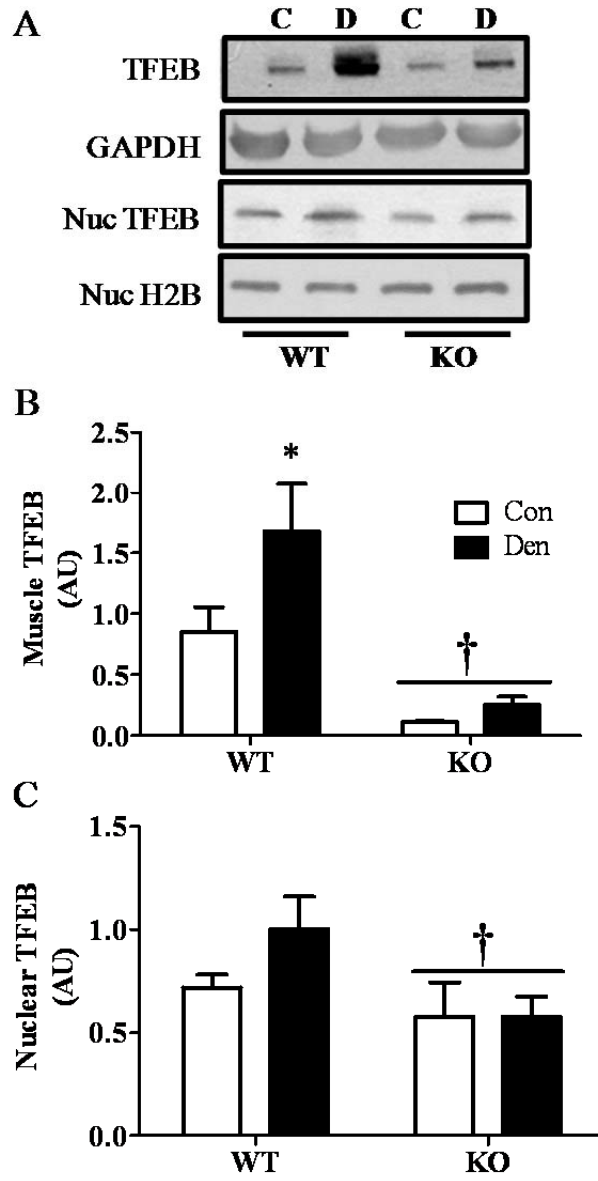 A
C D C D
TFEB
GAPDH
Nuc TFEB
Nuc H2B
WT KO
B
Muscle TFEB
(AU)
2.5
2.0
1.5
1.0
0.5
0.0
*
†
Con
Den
WT KO
C
Nuclear TFEB
(AU)
1.5
1.0
0.5
0.0
†
WT KO